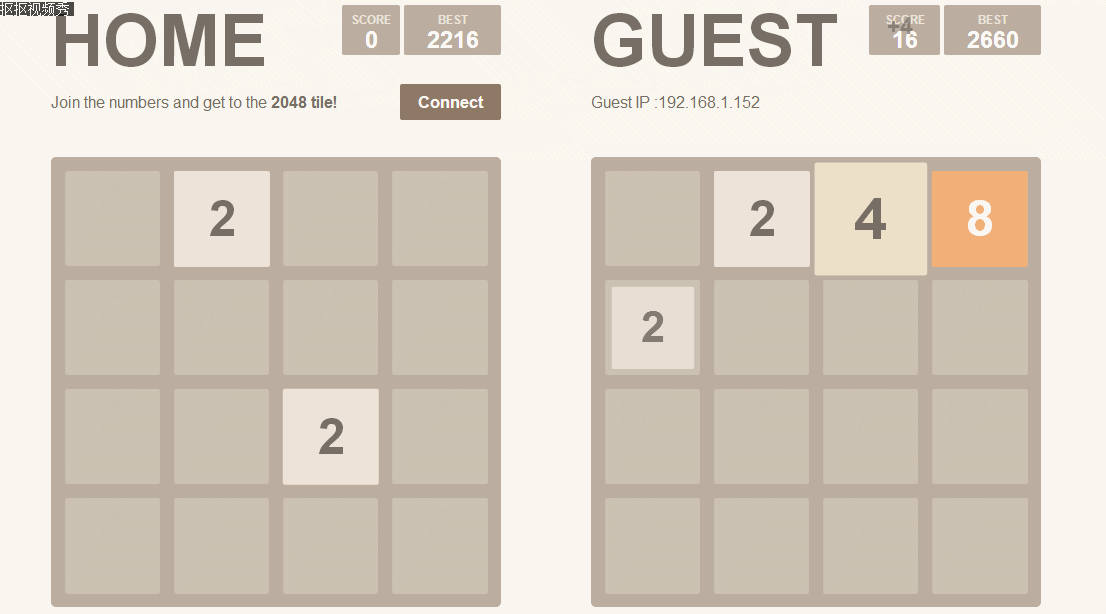 抠抠视频秀
HOME
SCORE
0
BEST
2216
Join the numbers and get to the 2048 tile!
Connect
2
2
GUEST
SCORE
16
+4
BEST
2660
Guest IP :192.168.1.152
2
4
8
2